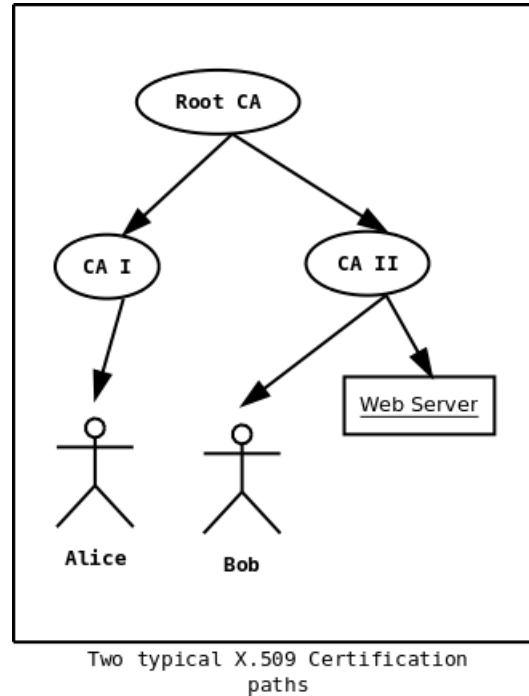 Root CA
CA I
CA II
Web Server
Alice
Bob
Two typical X.509 Certification
paths